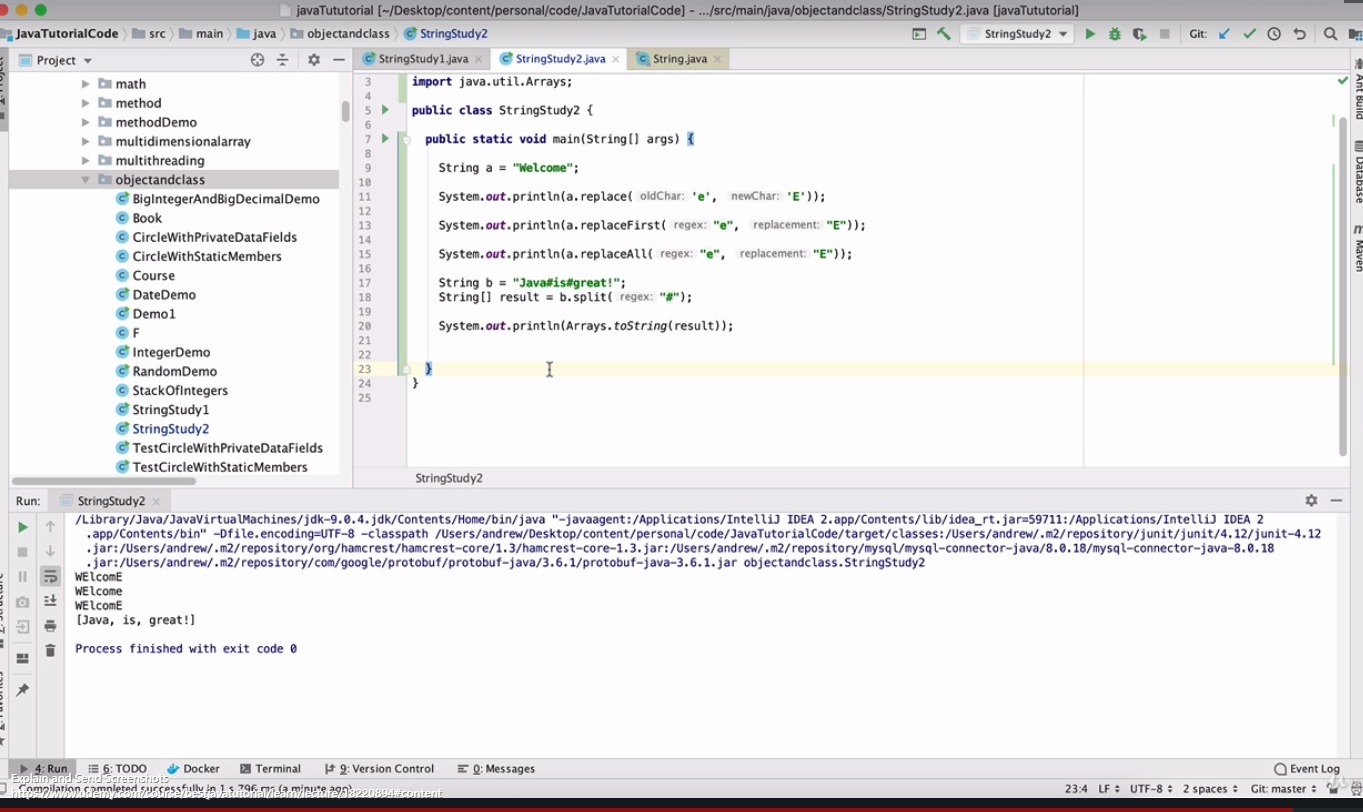 javaTututorial [~/Desktop/content/personal/code/JavaTutorialCode] - .../src/main/java/objectandclass/StringStudy2.java [javaTututorial]
JavaTutorialCode src main java objectandclass StringStudy2 StringStudy2 Git:
Project StringStudy1.java StringStudy2.java String.java
math
method
methodDemo
multidimensionalarray
multithreading
objectandclass
BigIntegerAndBigDecimalDemo
Book
CircleWithPrivateDataFields
CircleWithStaticMembers
Course
DateDemo
Demo1
F
IntegerDemo
RandomDemo
StackOfIntegers
StringStudy1
StringStudy2
TestCircleWithPrivateDataFields
TestCircleWithStaticMembers
3 import java.util.Arrays;
4
5 public class StringStudy2 {
6
7 public static void main(String[] args) {
8
9 String a = "Welcome";
10
11 System.out.println(a.replace( oldChar: 'e', newChar: 'E'));
12
13 System.out.println(a.replaceFirst( regex: "e", replacement: "E"));
14
15 System.out.println(a.replaceAll( regex: "e", replacement: "E"));
16
17 String b = "Java#is#great!";
18 String[] result = b.split( regex: "#");
19
20 System.out.println(Arrays.toString(result));
21
22
23 }
24 }
25
StringStudy2
Ant Build
Database
Maven
Run: StringStudy2
/Library/Java/JavaVirtualMachines/jdk-9.0.4.jdk/Contents/Home/bin/java "-javaagent:/Applications/IntelliJ IDEA 2.app/Contents/lib/idea_rt.jar=59711:/Applications/IntelliJ IDEA 2
.app/Contents/bin" -Dfile.encoding=UTF-8 -classpath /Users/andrew/Desktop/content/personal/code/JavaTutorialCode/target/classes:/Users/andrew/.m2/repository/junit/junit/4.12/junit-4.12
.jar:/Users/andrew/.m2/repository/org/hamcrest/hamcrest-core/1.3/hamcrest-core-1.3.jar:/Users/andrew/.m2/repository/mysql/mysql-connector-java/8.0.18/mysql-connector-java-8.0.18
.jar:/Users/andrew/.m2/repository/com/google/protobuf/protobuf-java/3.6.1/protobuf-java-3.6.1.jar objectandclass.StringStudy2
WElcomE
WElcome
WElcomE
[Java, is, great!]
Process finished with exit code 0
4: Run 6: TODO Docker Terminal 9: Version Control 0: Messages Event Log
Explain and Send Screenshots
Compilation completed successfully in 1 s 796 ms (a minute ago) 23:4 LF UTF-8 2 spaces Git: master
https://www.udemy.com/course/bestjavatutorial/learn/lecture/18220894#content